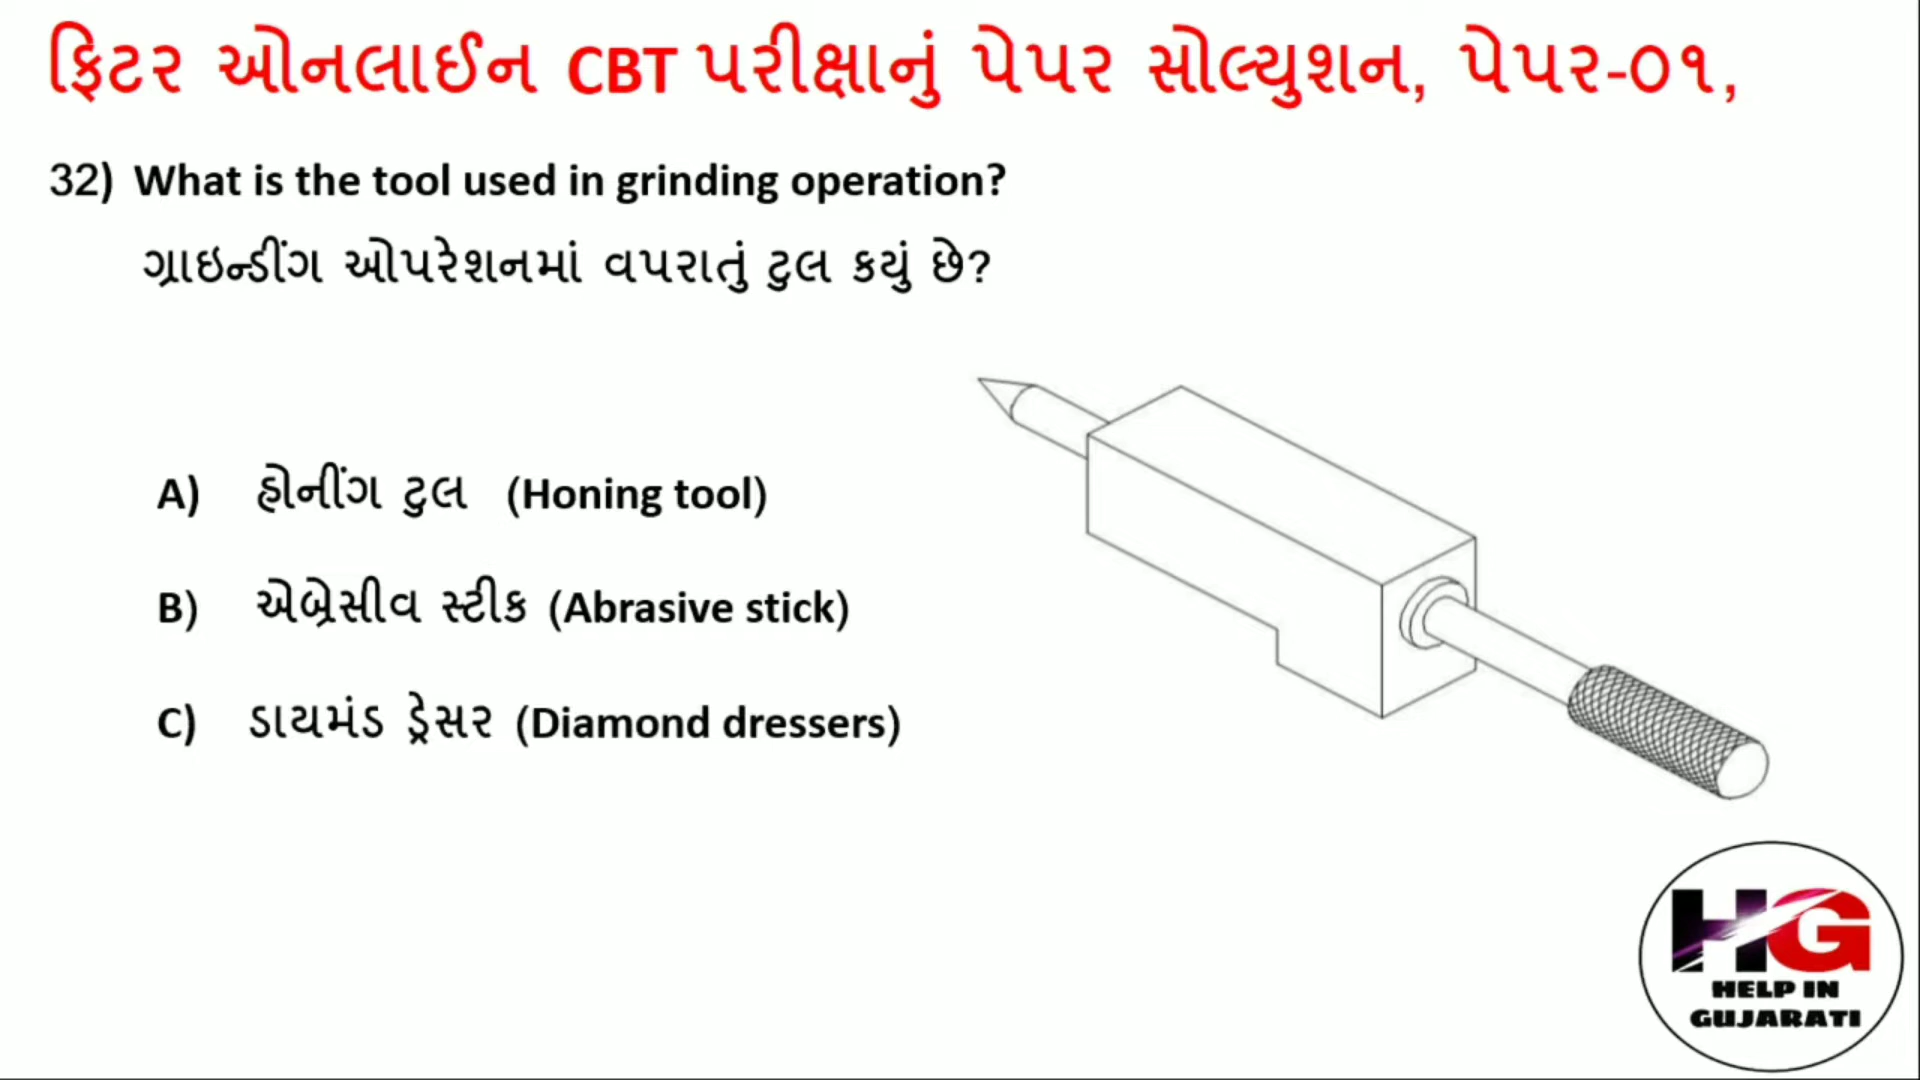 ફિટર ઓનલાઈન CBT પરીક્ષાનું પેપર સોલ્યુશન, પેપર-૦૧,
32) What is the tool used in grinding operation?
ગ્રાઇન્ડીંગ ઓપરેશનમાં વપરાતું ટુલ કયું છે?
A) હોનીંગ ટુલ (Honing tool)
B) એબ્રેસીવ સ્ટીક (Abrasive stick)
C) ડાયમંડ ડ્રેસર (Diamond dressers)
HG
HELP IN
GUJARATI